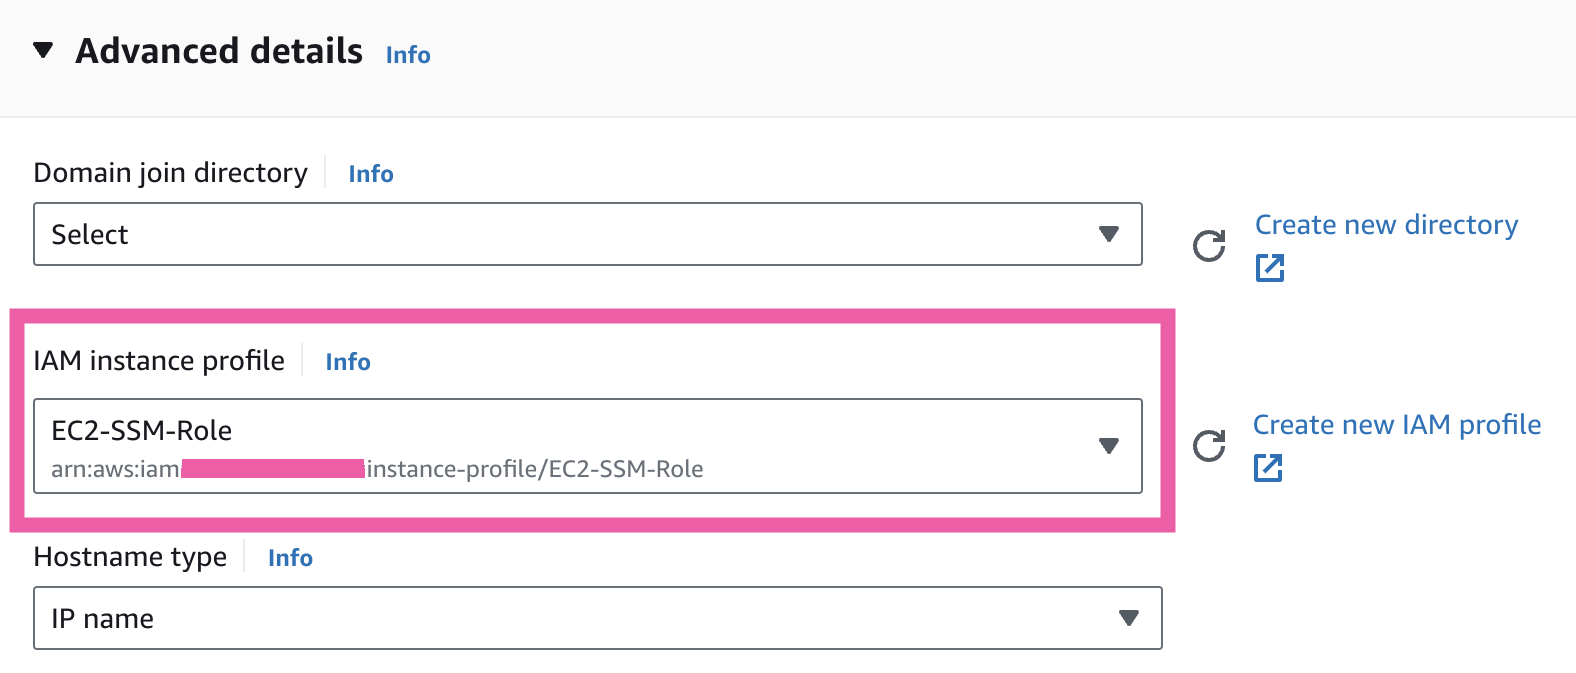 Advanced details Info
Domain join directory Info
Select
Create new directory
IAM instance profile Info
EC2-SSM-Role
arn:aws:iam instance-profile/EC2-SSM-Role
Create new IAM profile
Hostname type Info
IP name